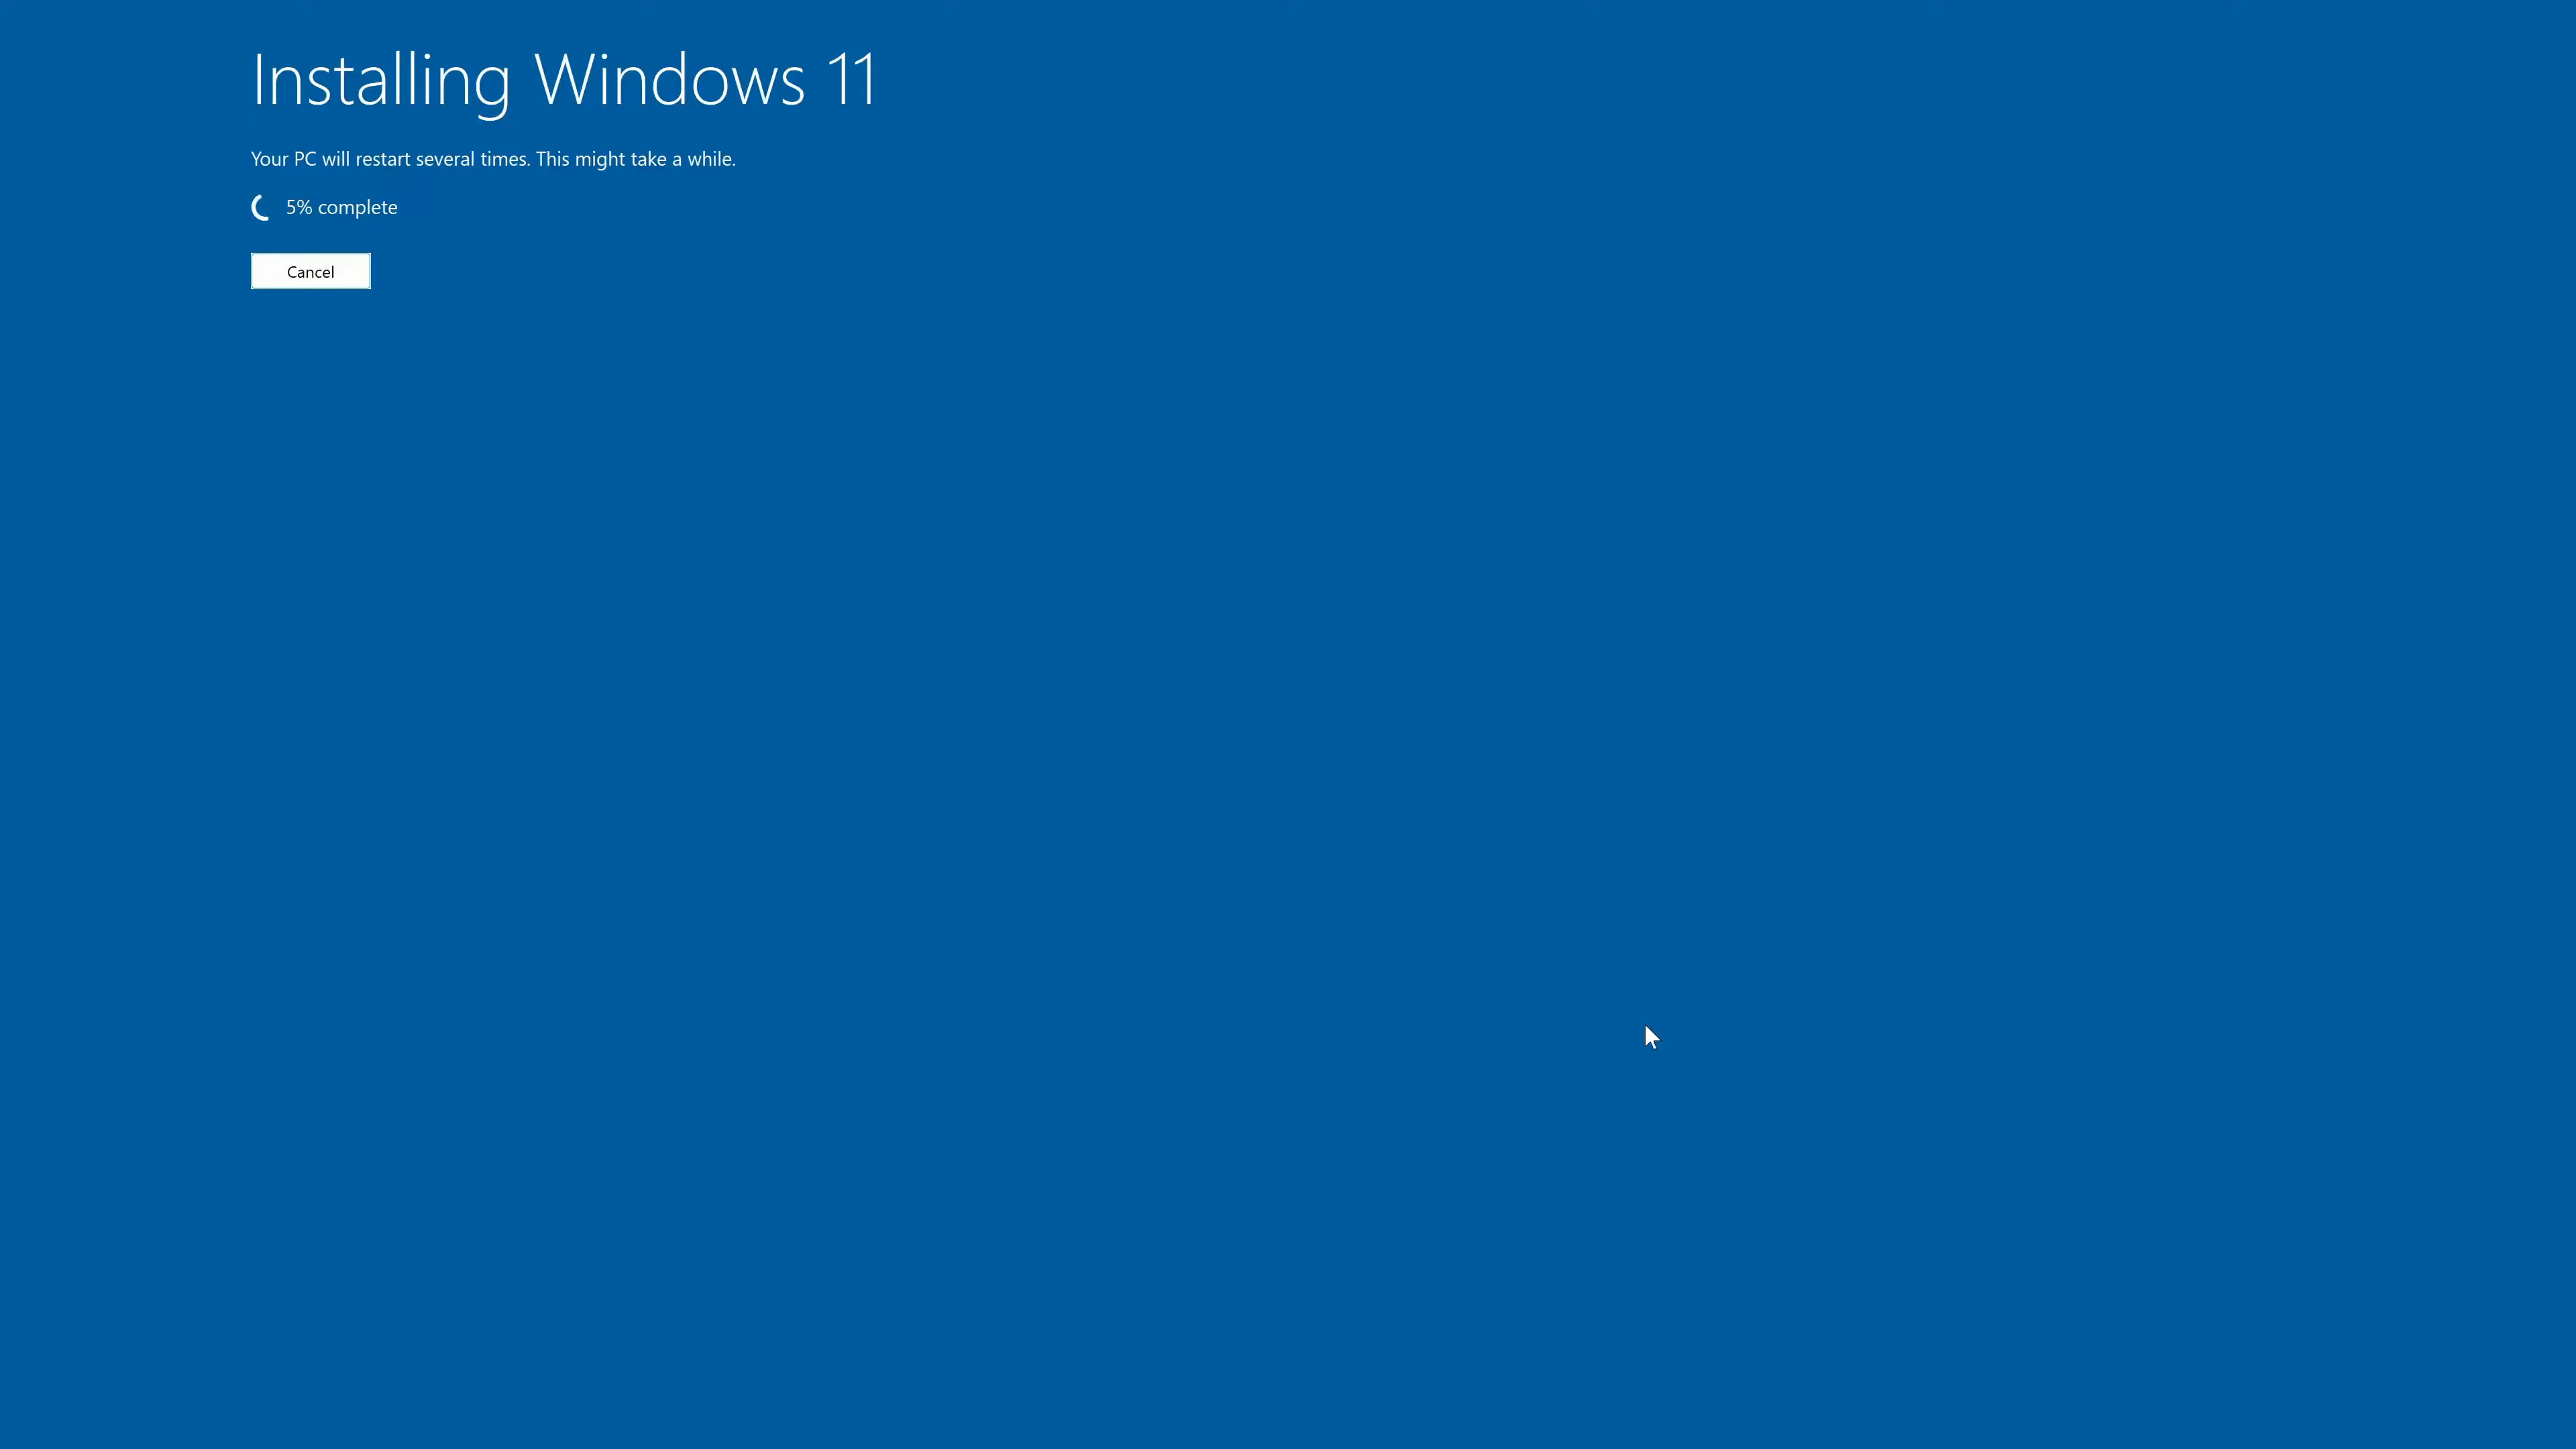 Installing Windows 11
Your PC will restart several times. This might take a while.
5% complete
Cancel